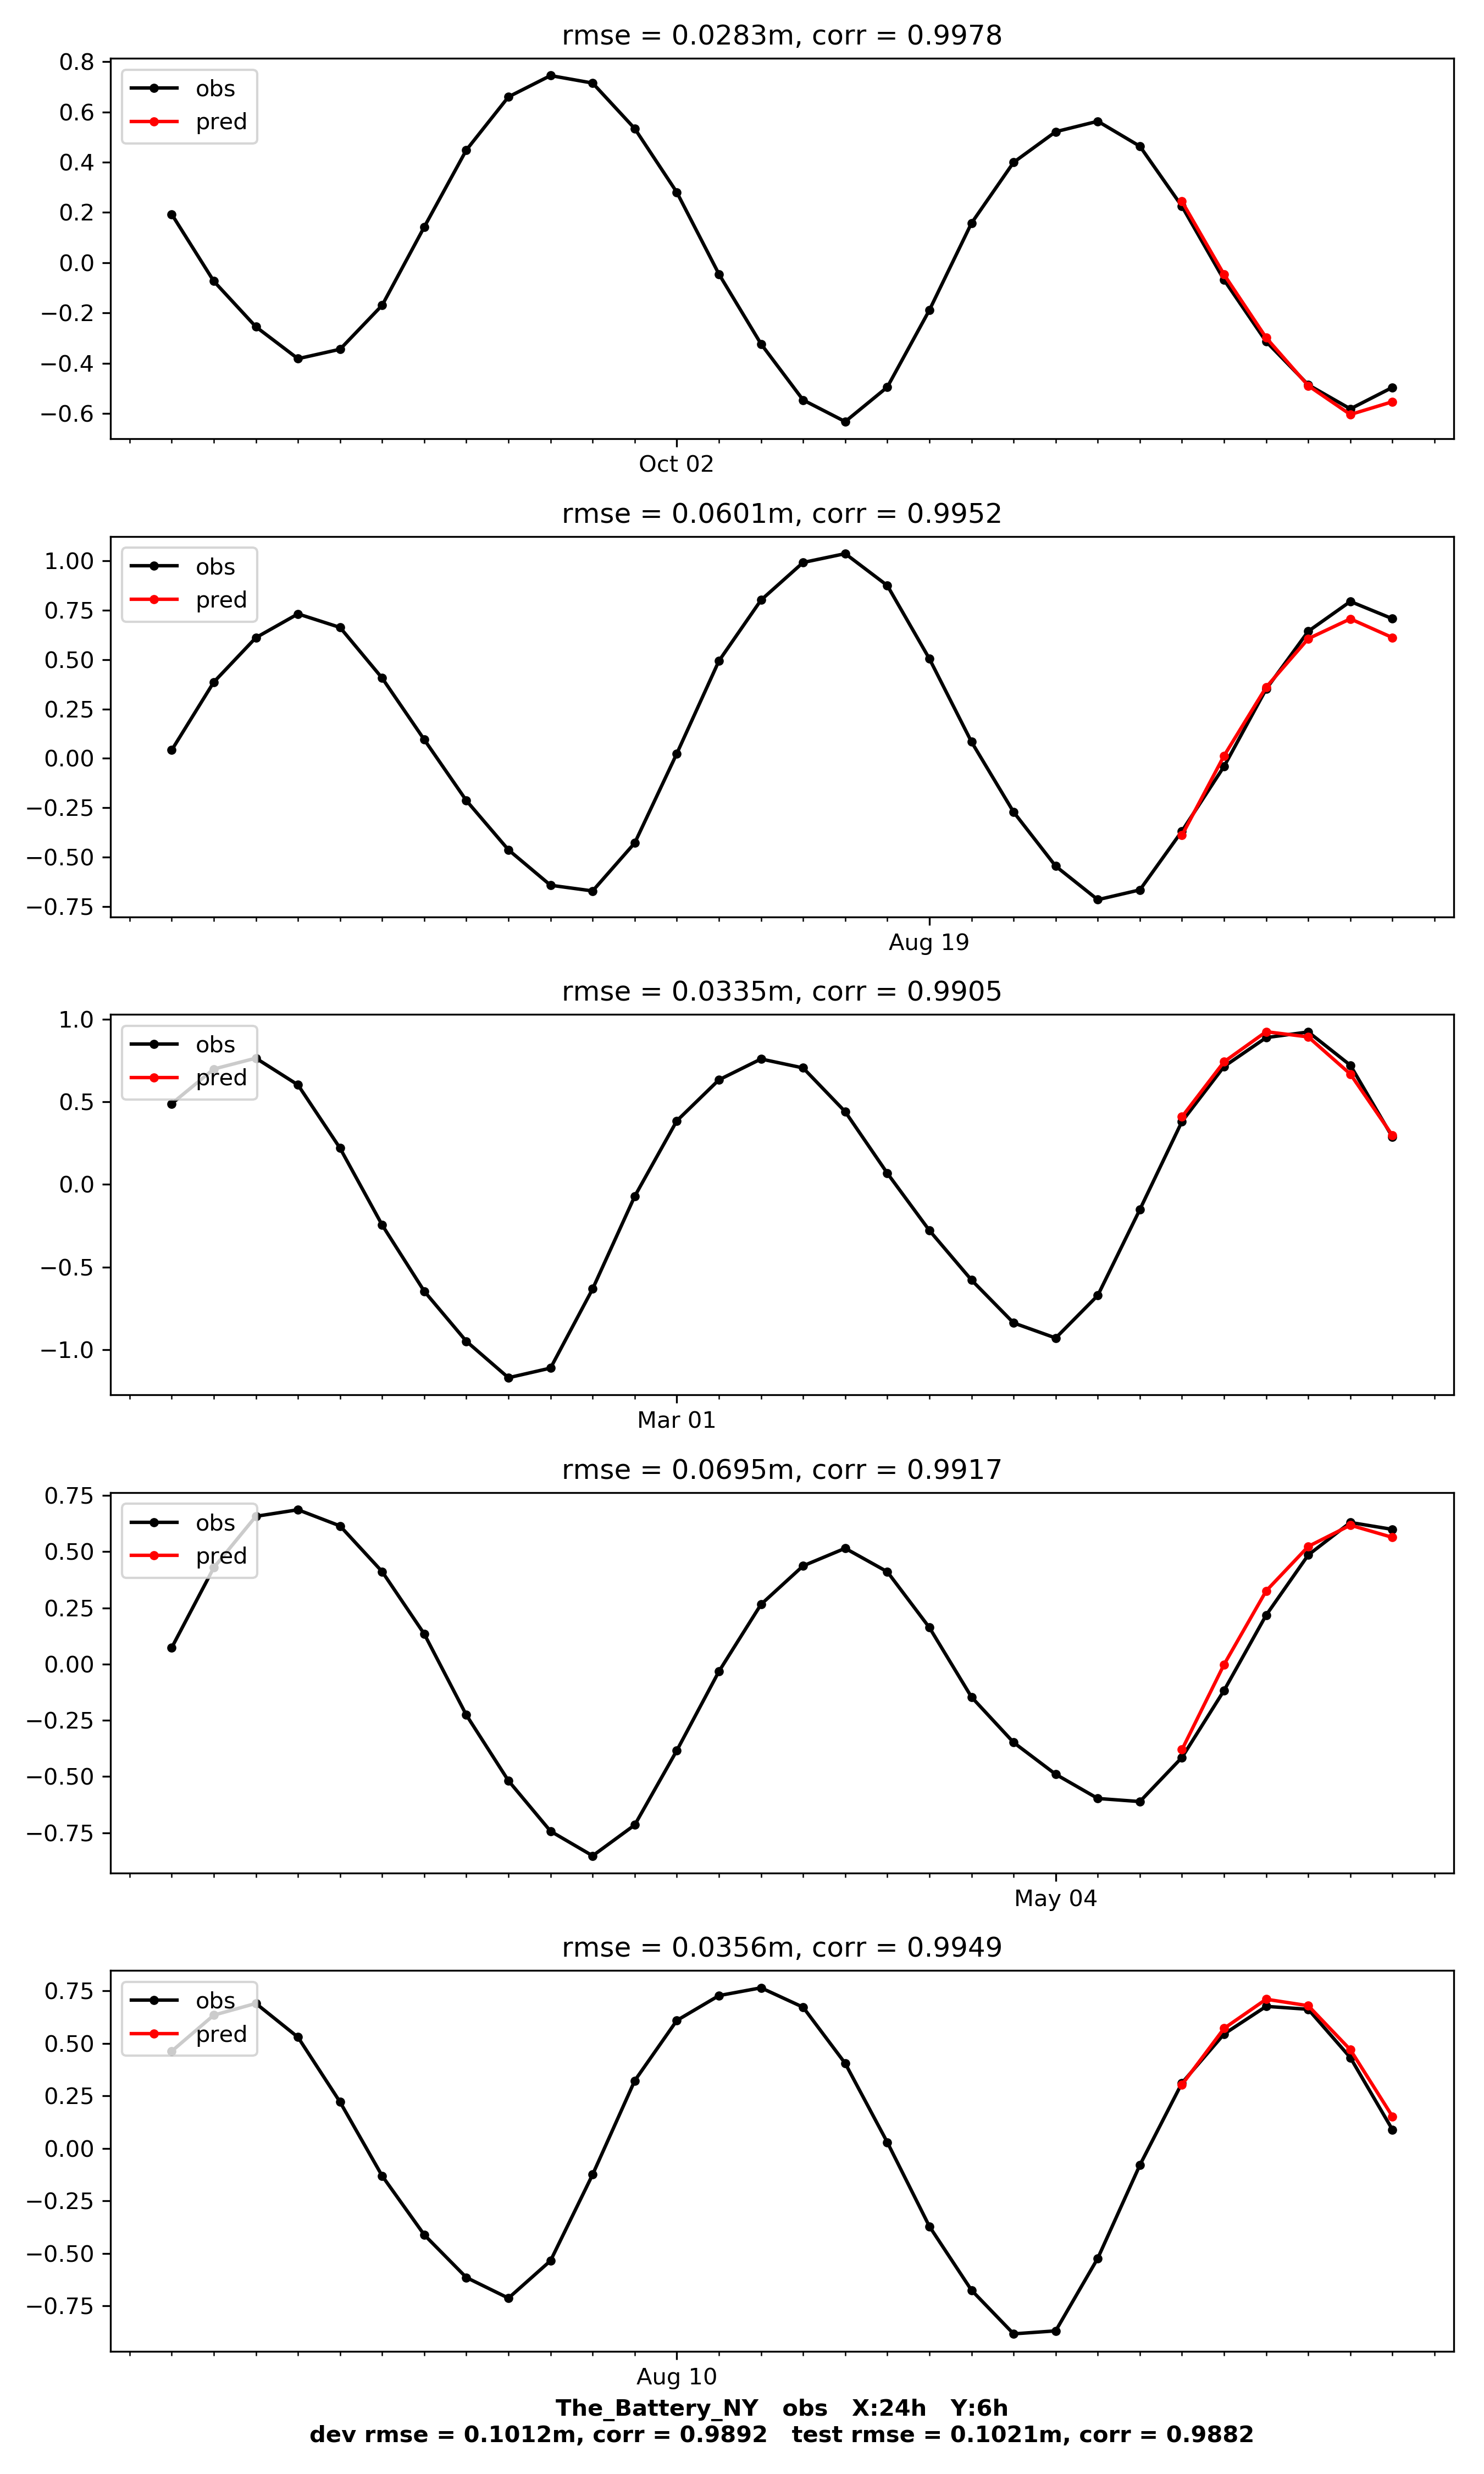 rmse = 0.0283m, corr = 0.9978
0.8
obs
pred
0.6
0.4
0.2
0.0
−0.2
−0.4
−0.6
Oct 02
rmse = 0.0601m, corr = 0.9952
1.00
obs
pred
0.75
0.50
0.25
0.00
−0.25
−0.50
−0.75
Aug 19
rmse = 0.0335m, corr = 0.9905
1.0
obs
pred
0.5
0.0
−0.5
−1.0
Mar 01
rmse = 0.0695m, corr = 0.9917
0.75
obs
pred
0.50
0.25
0.00
−0.25
−0.50
−0.75
May 04
rmse = 0.0356m, corr = 0.9949
0.75
obs
pred
0.50
0.25
0.00
−0.25
−0.50
−0.75
Aug 10
The_Battery_NY obs X:24h Y:6h
dev rmse = 0.1012m, corr = 0.9892 test rmse = 0.1021m, corr = 0.9882